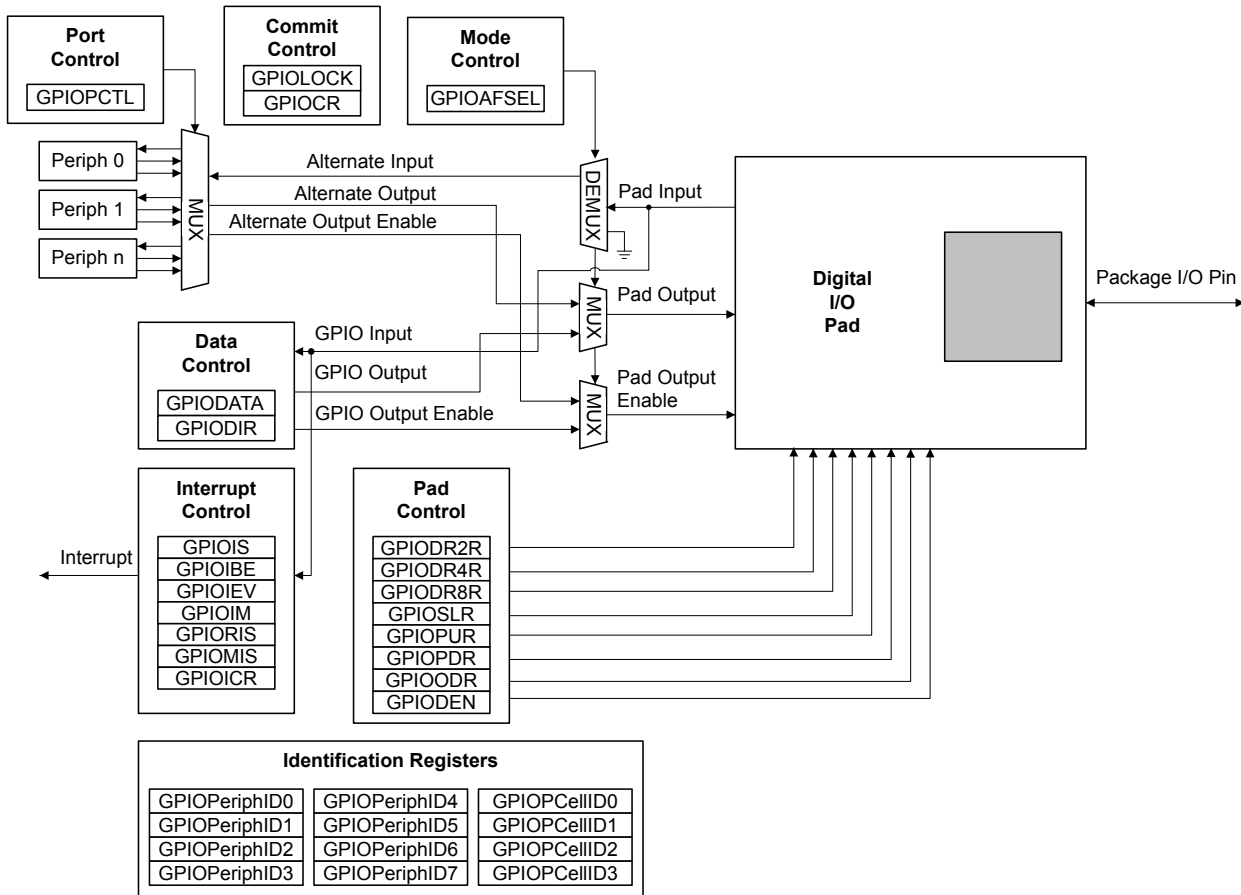 Port
Control
GPIOPCTL
Commit
Control
GPIOLOCK
GPIOCR
Mode
Control
GPIOAFSEL
Periph 0
Periph 1
Periph n
MUX
Alternate Input
Alternate Output
Alternate Output Enable
DEMUX
Pad Input
MUX
Pad Output
MUX
Pad Output
Enable
Digital
I/O
Pad
Package I/O Pin
Data
Control
GPIODATA
GPIODIR
GPIO Input
GPIO Output
GPIO Output Enable
Interrupt
Interrupt
Control
GPIOIS
GPIOIBE
GPIOIEV
GPIOIM
GPIORIS
GPIOMIS
GPIOICR
Pad
Control
GPIODR2R
GPIODR4R
GPIODR8R
GPIOSLR
GPIOPUR
GPIOPDR
GPIOODR
GPIODEN
Identification Registers
GPIOPeriphID0
GPIOPeriphID1
GPIOPeriphID2
GPIOPeriphID3
GPIOPeriphID4
GPIOPeriphID5
GPIOPeriphID6
GPIOPeriphID7
GPIOPCellID0
GPIOPCellID1
GPIOPCellID2
GPIOPCellID3